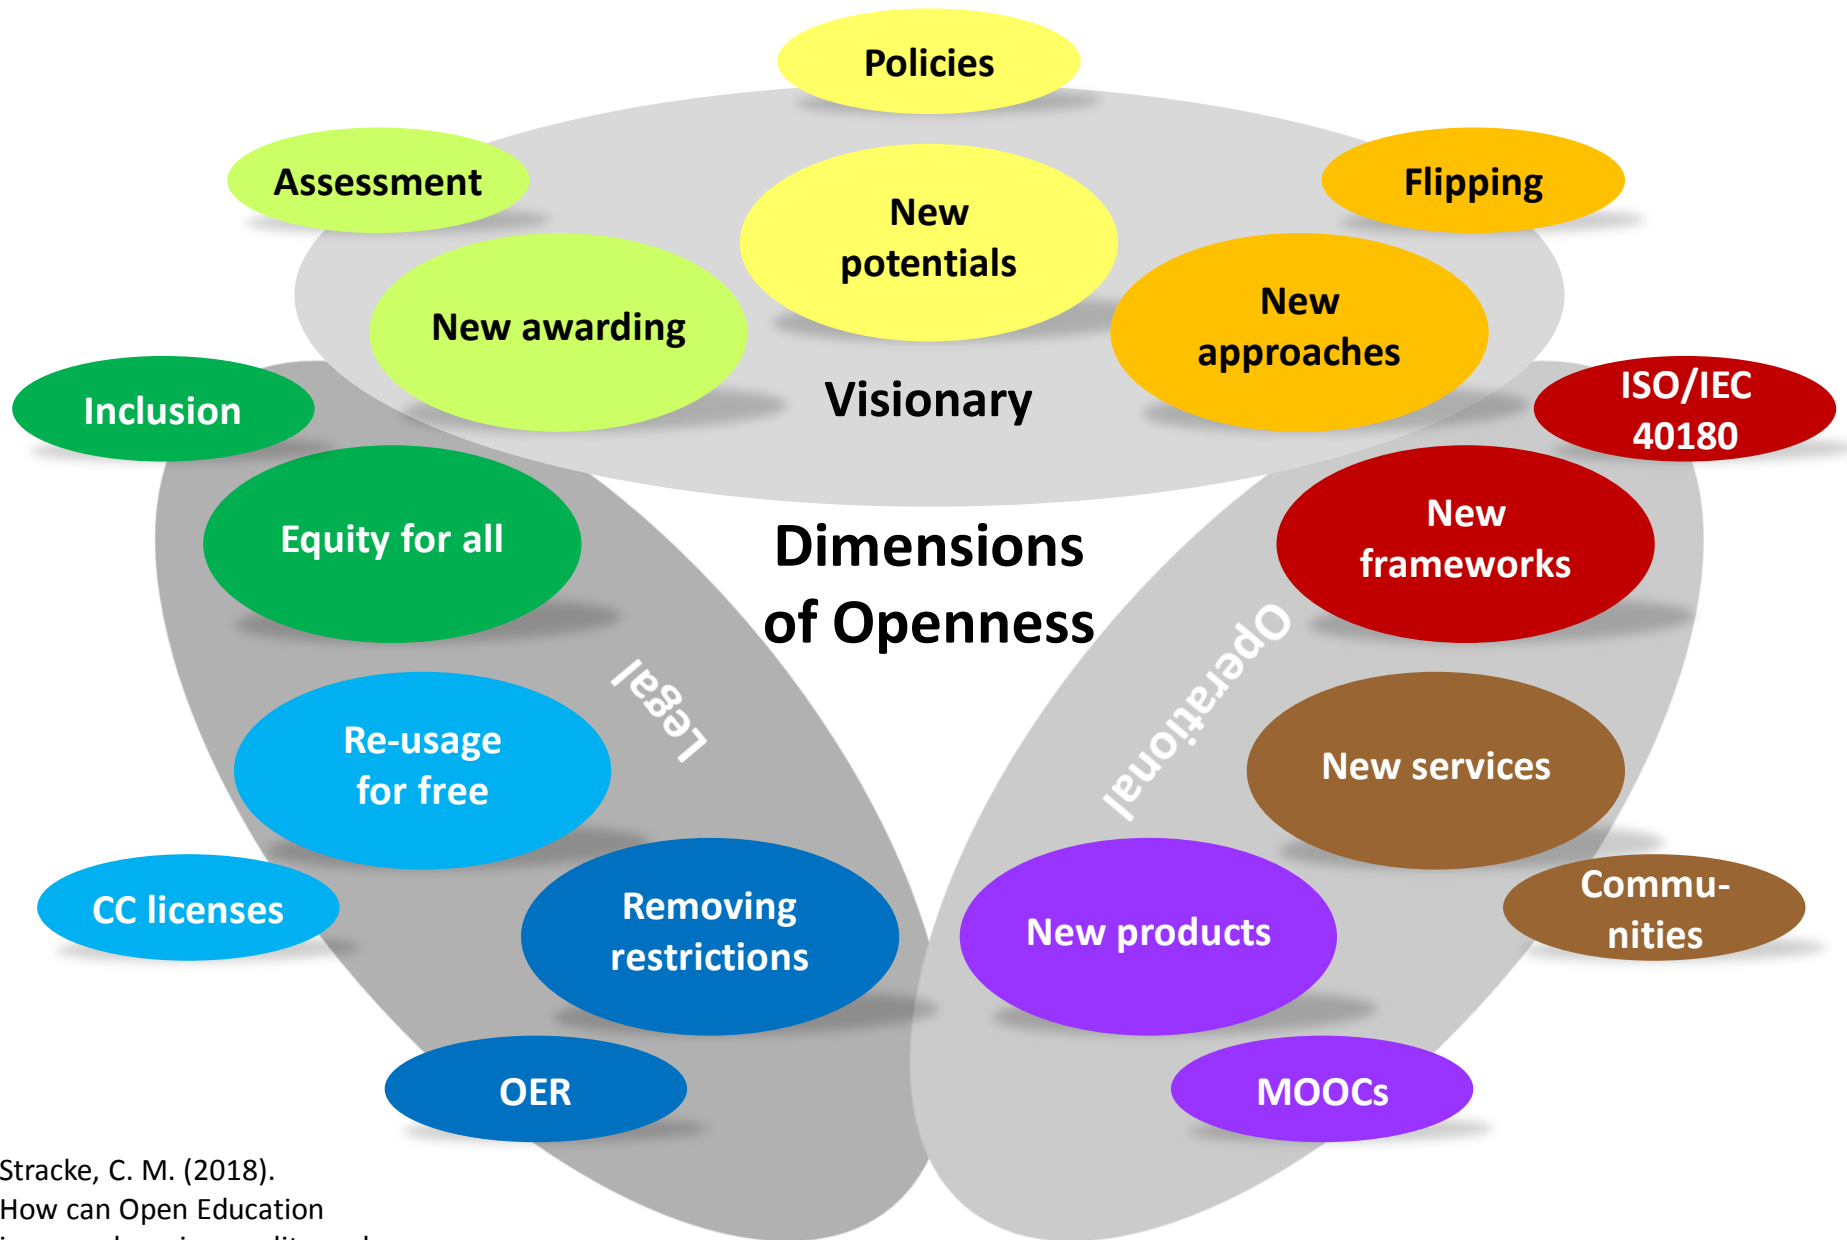 Policies
Assessment
Flipping
New
potentials
New awarding
New
approaches
Visionary
Inclusion
ISO/IEC
40180
Equity for all
Dimensions
of Openness
New
frameworks
Legal
Operational
Re-usage
for free
New services
CC licenses
Removing
restrictions
New products
Commu-
nities
OER
MOOCs
Stracke, C. M. (2018).
How can Open Education